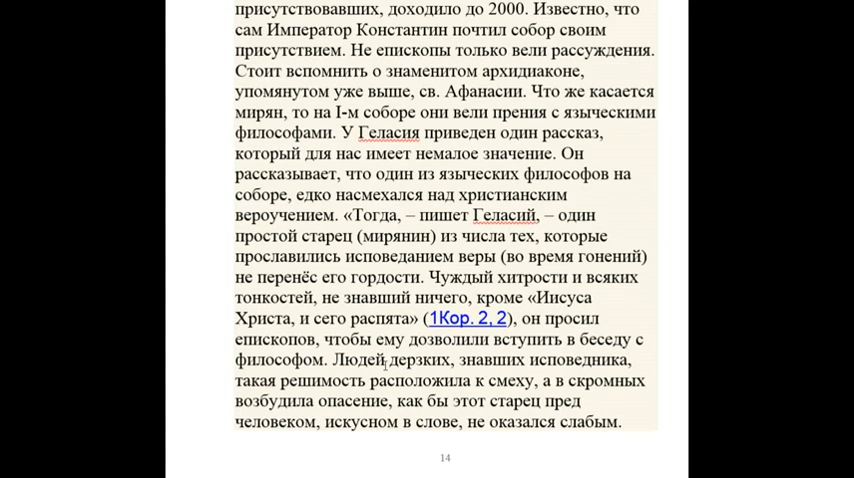 присутствовавших, доходило до 2000. Известно, что
сам Император Константин почтил собор своим
присутствием. Не епископы только вели рассуждения.
Стоит вспомнить о знаменитом архидиаконе,
упомянутом уже выше, св. Афанасии. Что же касается
мирян, то на I-м соборе они вели прения с языческими
философами. У Геласия приведен один рассказ,
который для нас имеет немалое значение. Он
рассказывает, что один из языческих философов на
соборе, едко насмехался над христианским
вероучением. «Тогда, – пишет Геласий, – один
простой старец (мирянин) из числа тех, которые
прославились исповеданием веры (во время гонений)
не перенёс его гордости. Чуждый хитрости и всяких
тонкостей, не знавший ничего, кроме «Иисуса
Христа, и сего распята» (1Кор. 2, 2), он просил
епископов, чтобы ему дозволили вступить в беседу с
философом. Людей дерзких, знавших исповедника,
такая решимость расположила к смеху, а в скромных
возбудила опасение, как бы этот старец пред
человеком, искусном в слове, не оказался слабым.
14